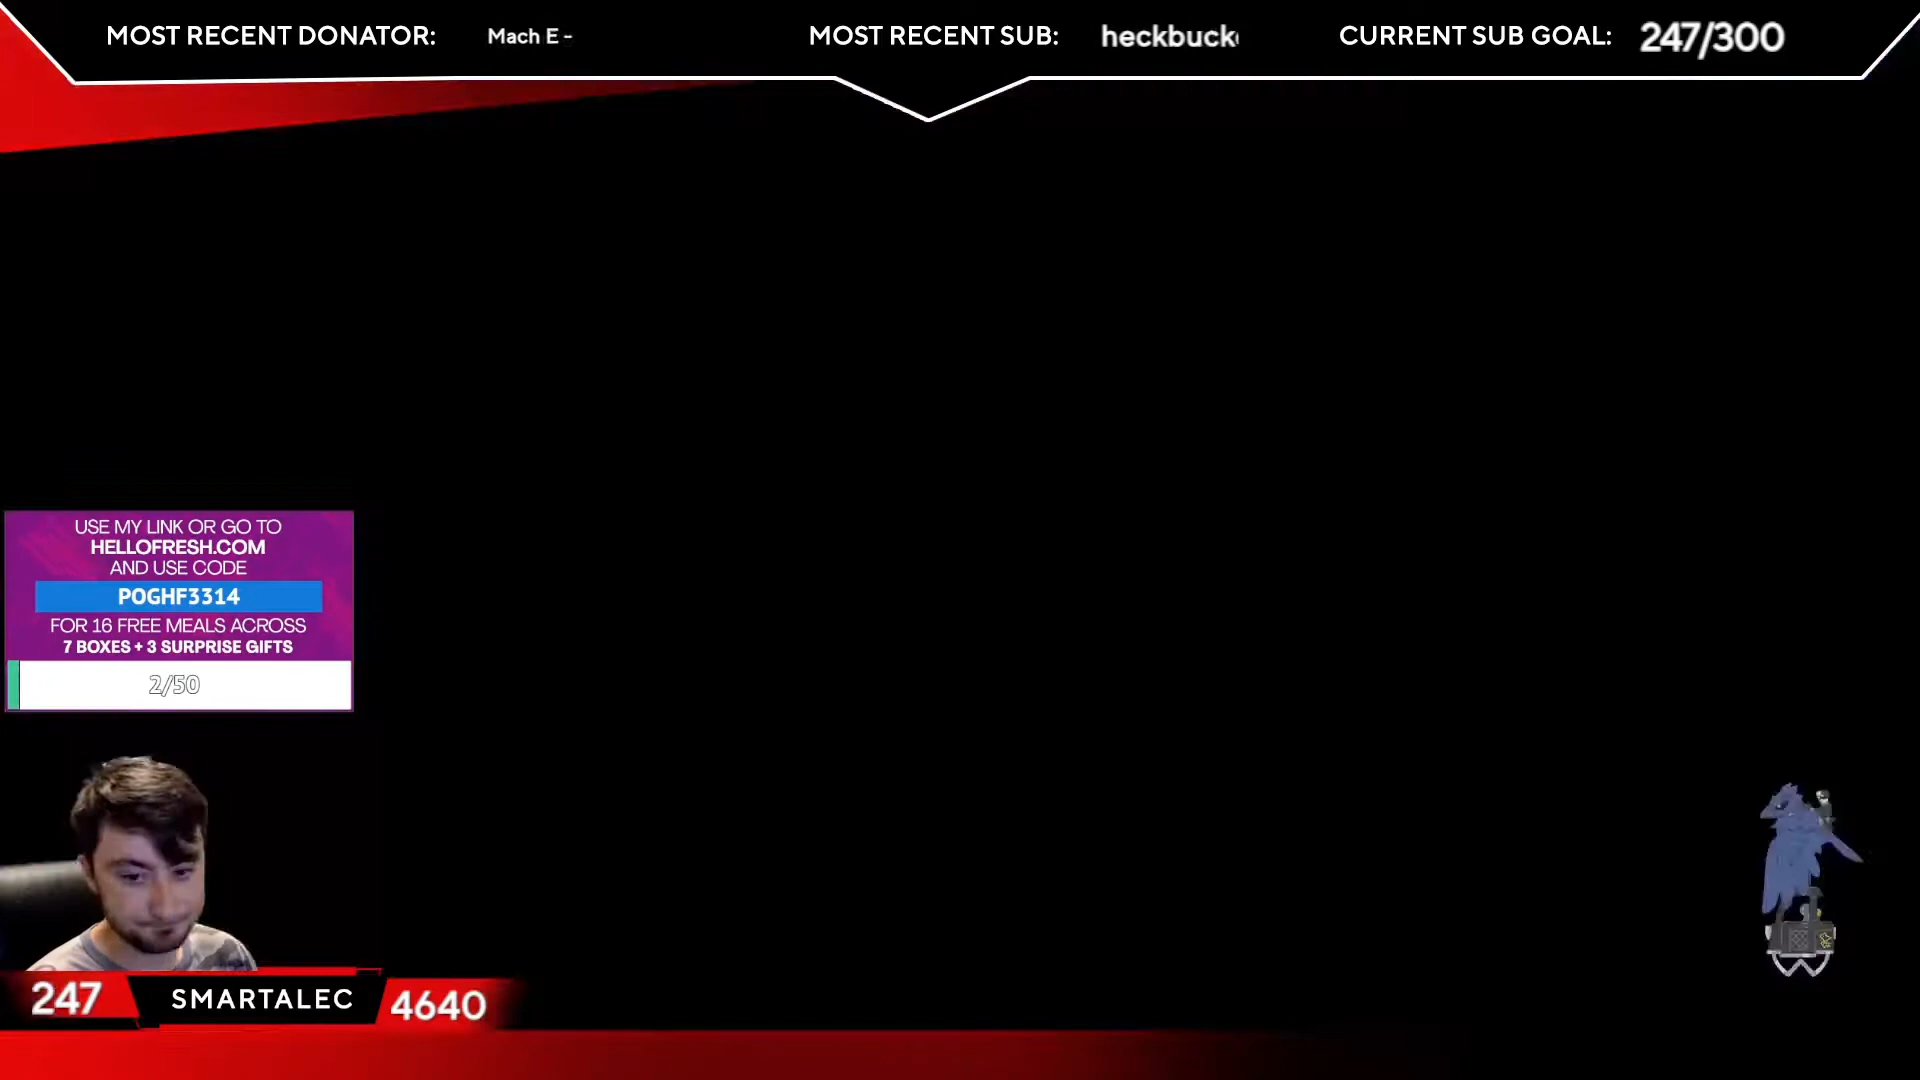 MOST RECENT DONATOR: Mach E - MOST RECENT SUB: heckbuck CURRENT SUB GOAL: 247/300
USE MY LINK OR GO TO
HELLOFRESH.COM
AND USE CODE
POGHF3314
FOR 16 FREE MEALS ACROSS
7 BOXES + 3 SURPRISE GIFTS
2/50
247 SMARTALEC 4640